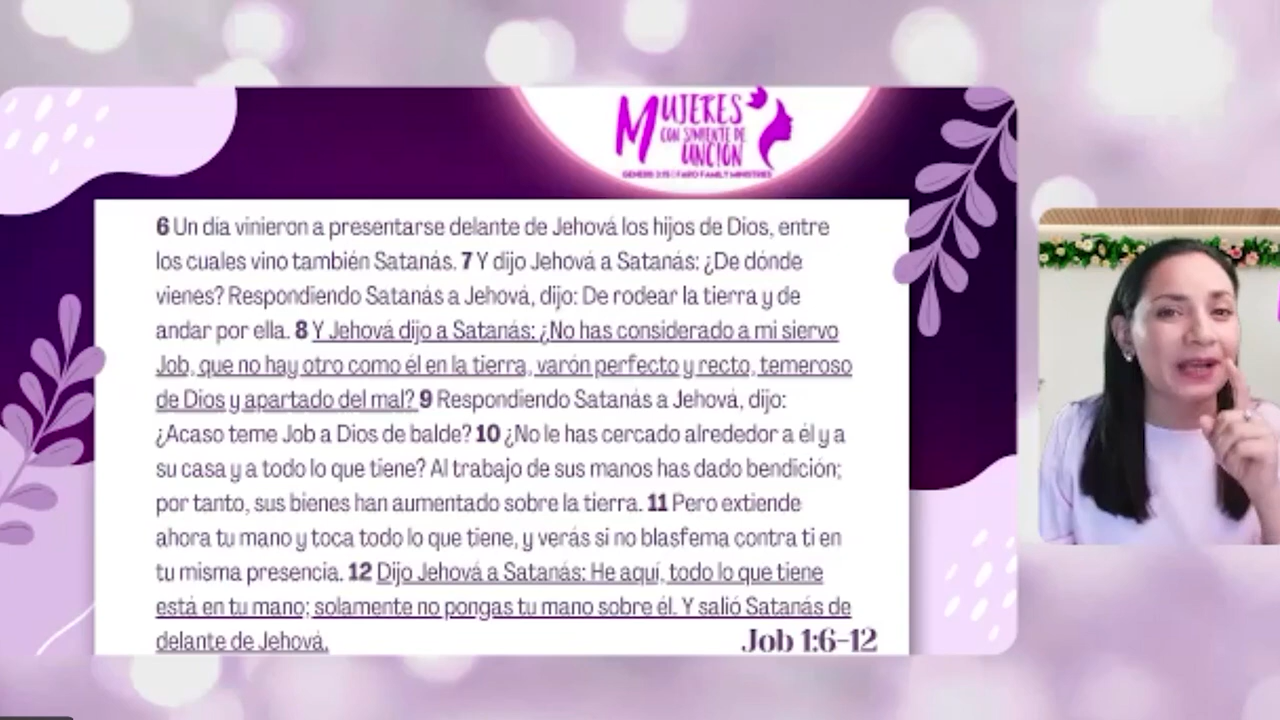 MUJERES
CON SIMIENTE DE
UNCION
GENESIS 3:15 | FARO FAMILY MINISTRIES
6 Un día vinieron a presentarse delante de Jehová los hijos de Dios, entre
los cuales vino también Satanás. 7 Y dijo Jehová a Satanás: ¿De dónde
vienes? Respondiendo Satanás a Jehová, dijo: De rodear la tierra y de
andar por ella. 8 Y Jehová dijo a Satanás: ¿No has considerado a mi siervo
Job, que no hay otro como él en la tierra, varón perfecto y recto, temeroso
de Dios y apartado del mal? 9 Respondiendo Satanás a Jehová, dijo:
¿Acaso teme Job a Dios de balde? 10 ¿No le has cercado alrededor a él y a
su casa y a todo lo que tiene? Al trabajo de sus manos has dado bendición;
por tanto, sus bienes han aumentado sobre la tierra. 11 Pero extiende
ahora tu mano y toca todo lo que tiene, y verás si no blasfema contra ti en
tu misma presencia. 12 Dijo Jehová a Satanás: He aquí, todo lo que tiene
está en tu mano; solamente no pongas tu mano sobre él. Y salió Satanás de
delante de Jehová.
Job 1:6-12